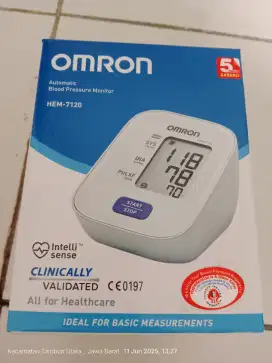 OMRON
5
Automatic
Blood Pressure Monitor
HEM-7120
OMRON
SYS
118
DIA
78
PULSE
70
START
STOP
Intelli
sense
CLINICALLY
VALIDATED CE0197
All for Healthcare
IDEAL FOR BASIC MEASUREMENTS
Jawa Barat 11 Jun 2025, 13.27